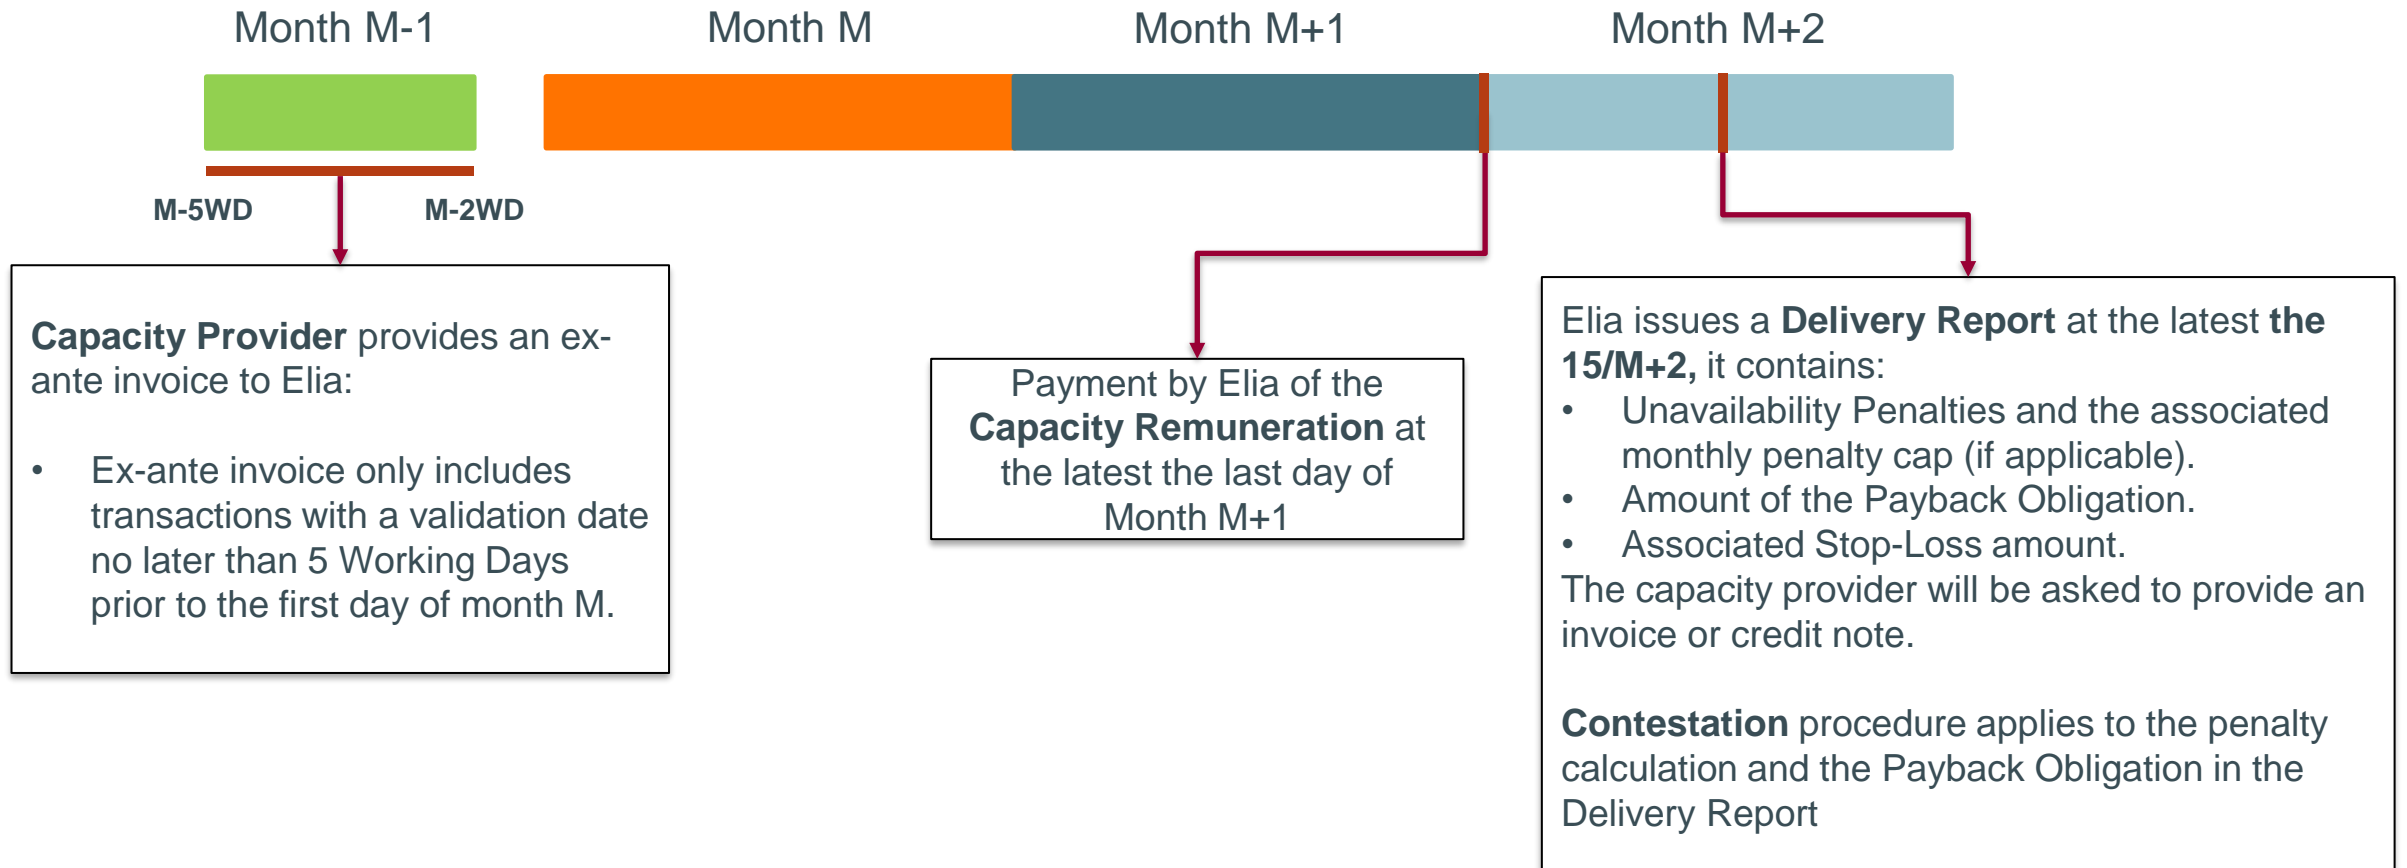 Month M-1
Month M
Month M+1
Month M+2
M-5WD
M-2WD
Capacity Provider provides an ex-
ante invoice to Elia:
• Ex-ante invoice only includes
transactions with a validation date
no later than 5 Working Days
prior to the first day of month M.
Payment by Elia of the
Capacity Remuneration at
the latest the last day of
Month M+1
Elia issues a Delivery Report at the latest the
15/M+2, it contains:
• Unavailability Penalties and the associated
monthly penalty cap (if applicable).
• Amount of the Payback Obligation.
• Associated Stop-Loss amount.
The capacity provider will be asked to provide an
invoice or credit note.
Contestation procedure applies to the penalty
calculation and the Payback Obligation in the
Delivery Report